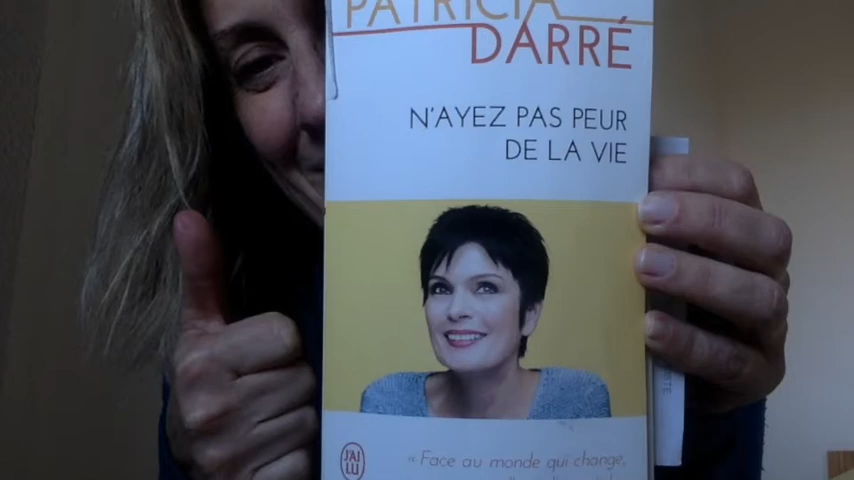 PATRICIA
DARRÉ
N'AYEZ PAS PEUR
DE LA VIE
J'AI
LU
« Face au monde qui change,